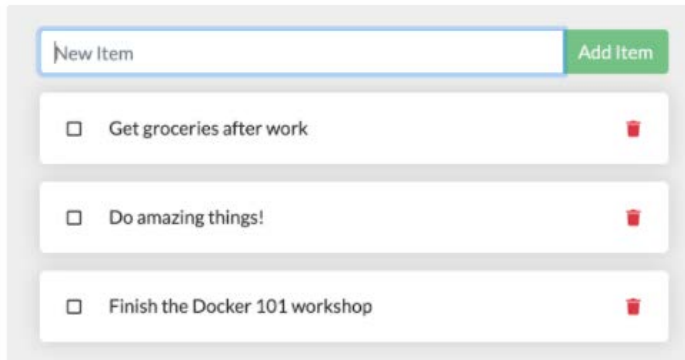 New Item
Add Item
Get groceries after work
Do amazing things!
Finish the Docker 101 workshop